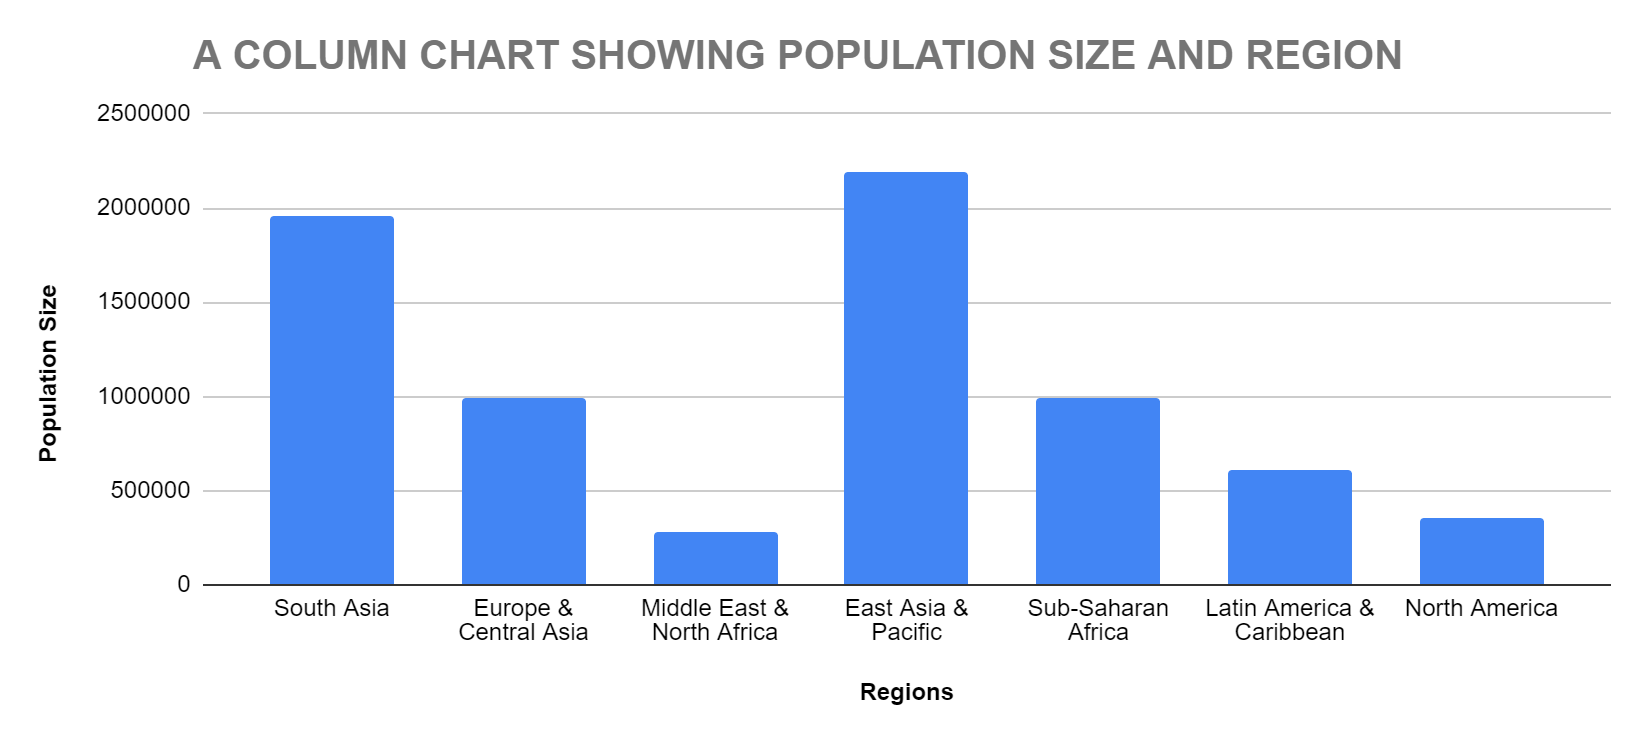 A COLUMN CHART SHOWING POPULATION SIZE AND REGION
2500000
2000000
1500000
1000000
500000
0
Population Size
South Asia
Europe &
Central Asia
Middle East &
North Africa
East Asia &
Pacific
Sub-Saharan
Africa
Latin America &
Caribbean
North America
Regions